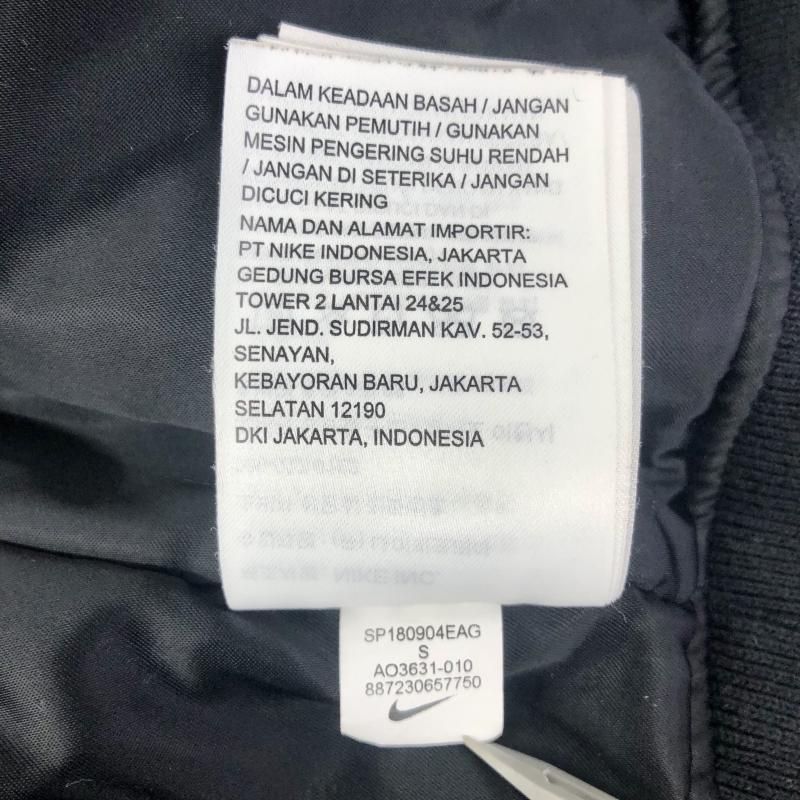 DALAM KEADAAN BASAH / JANGAN
GUNAKAN PEMUTIH / GUNAKAN
MESIN PENGERING SUHU RENDAH
/ JANGAN DI SETERIKA / JANGAN
DICUCI KERING
NAMA DAN ALAMAT IMPORTIR:
PT NIKE INDONESIA, JAKARTA
GEDUNG BURSA EFEK INDONESIA
TOWER 2 LANTAI 24&25
JL. JEND. SUDIRMAN KAV. 52-53,
SENAYAN,
KEBAYORAN BARU, JAKARTA
SELATAN 12190
DKI JAKARTA, INDONESIA
SP180904EAG
S
AO3631-010
887230657750